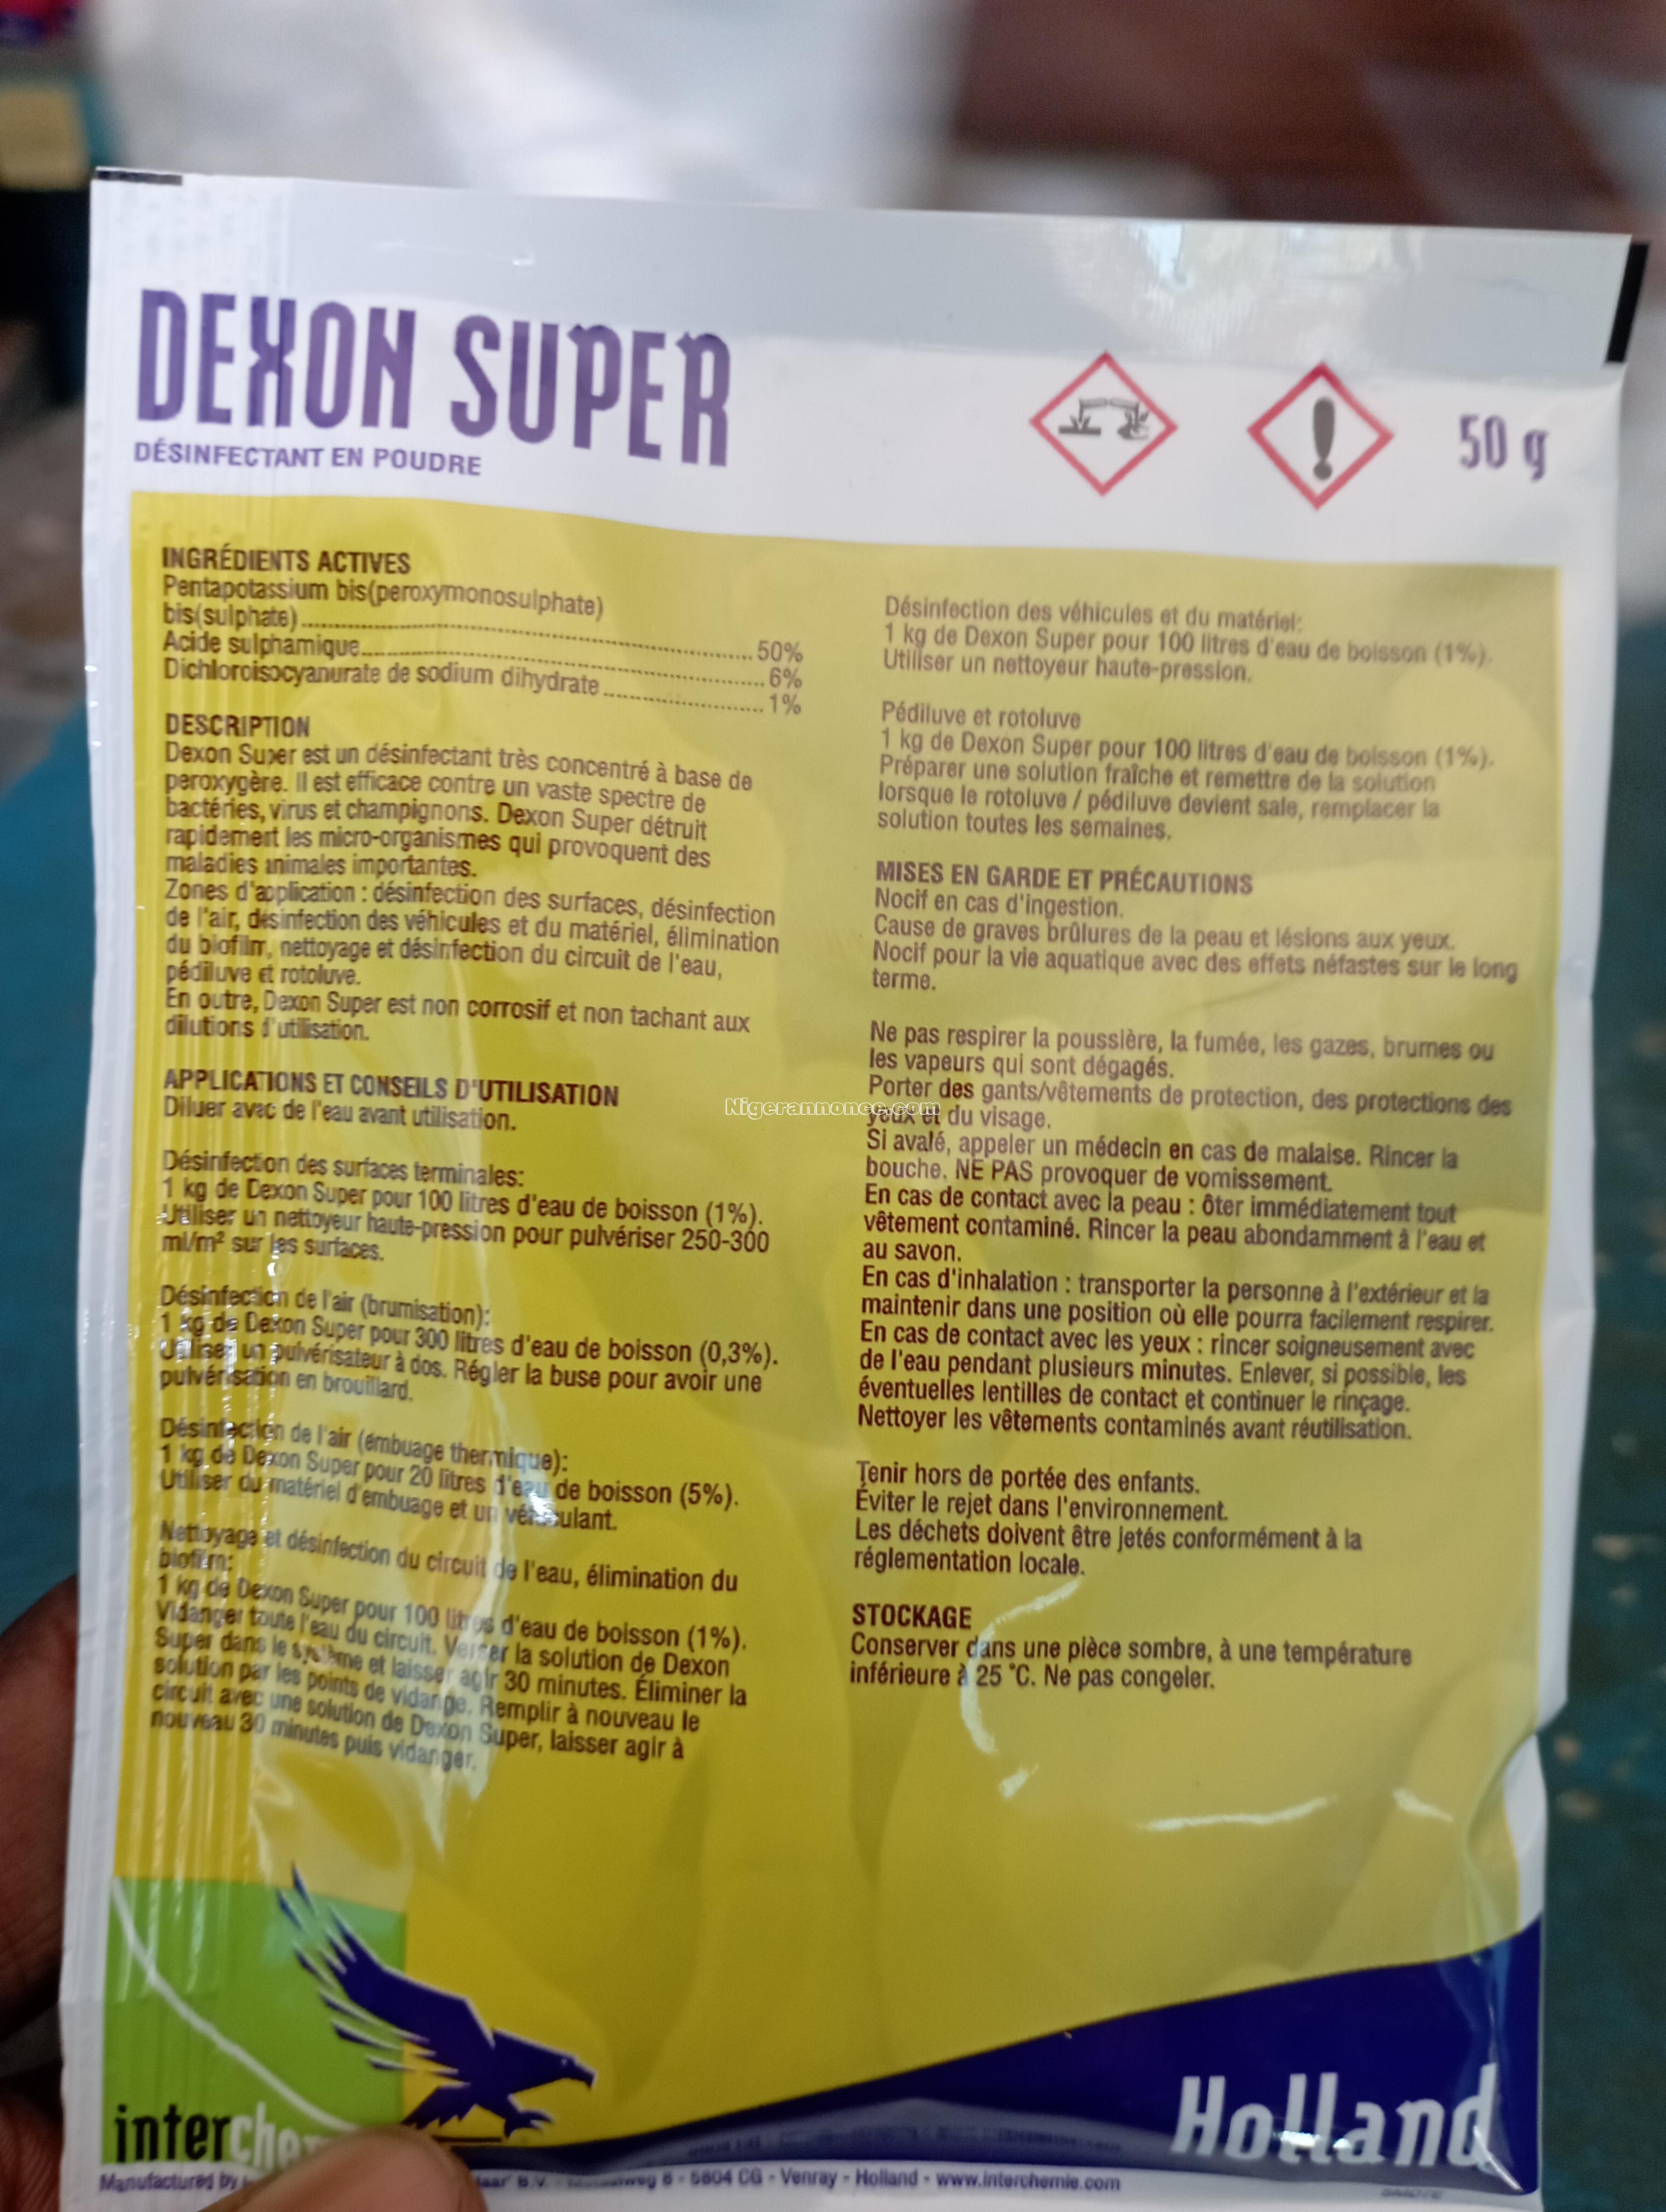 DEXON SUPER
DÉSINFECTANT EN POUDRE
50 g
INGRÉDIENTS ACTIVES
Pentapotassium bis(peroxymonosulphate)
bis(sulphate) ........ 50%
Acide sulphamique ........ 6%
Dichloroisocyanurate de sodium dihydrate ........ 1%
DESCRIPTION
Dexon Super est un désinfectant très concentré à base de
peroxygère. Il est efficace contre un vaste spectre de
bactéries, virus et champignons. Dexon Super détruit
rapidement les micro-organismes qui provoquent des
maladies animales importantes.
Zones d'application : désinfection des surfaces, désinfection
de l'air, désinfection des véhicules et du matériel, élimination
du biofilm, nettoyage et désinfection du circuit de l'eau,
pédiluve et rotoluve.
En outre, Dexon Super est non corrosif et non tachant aux
dilutions d'utilisation.
APPLICATIONS ET CONSEILS D'UTILISATION
Diluer avec de l'eau avant utilisation.
Désinfection des surfaces terminales:
1 kg de Dexon Super pour 100 litres d'eau de boisson (1%).
Utiliser un nettoyeur haute-pression pour pulvériser 250-300
ml/m² sur les surfaces.
Désinfection de l'air (brumisation):
1 kg de Dexon Super pour 300 litres d'eau de boisson (0,3%).
Utiliser un pulvérisateur à dos. Régler la buse pour avoir une
pulvérisation en brouillard.
Désinfection de l'air (embuage thermique):
1 kg de Dexon Super pour 20 litres d'eau de boisson (5%).
Utiliser du matériel d'embuage et un véhiculant.
Nettoyage et désinfection du circuit de l'eau, élimination du
biofilm:
1 kg de Dexon Super pour 100 litres d'eau de boisson (1%).
Vidanger toute l'eau du circuit. Verser la solution de Dexon
Super dans le système et laisser agir 30 minutes. Éliminer la
solution par les points de vidange. Remplir à nouveau le
circuit avec une solution de Dexon Super, laisser agir à
nouveau 30 minutes puis vidanger.
Désinfection des véhicules et du matériel:
1 kg de Dexon Super pour 100 litres d'eau de boisson (1%).
Utiliser un nettoyeur haute-pression.
Pédiluve et rotoluve
1 kg de Dexon Super pour 100 litres d'eau de boisson (1%).
Préparer une solution fraîche et remettre de la solution
lorsque le rotoluve / pédiluve devient sale, remplacer la
solution toutes les semaines.
MISES EN GARDE ET PRÉCAUTIONS
Nocif en cas d'ingestion.
Cause de graves brûlures de la peau et lésions aux yeux.
Nocif pour la vie aquatique avec des effets néfastes sur le long
terme.
Ne pas respirer la poussière, la fumée, les gazes, brumes ou
les vapeurs qui sont dégagés.
Porter des gants/vêtements de protection, des protections des
yeux et du visage.
Si avalé, appeler un médecin en cas de malaise. Rincer la
bouche. NE PAS provoquer de vomissement.
En cas de contact avec la peau : ôter immédiatement tout
vêtement contaminé. Rincer la peau abondamment à l'eau et
au savon.
En cas d'inhalation : transporter la personne à l'extérieur et la
maintenir dans une position où elle pourra facilement respirer.
En cas de contact avec les yeux : rincer soigneusement avec
de l'eau pendant plusieurs minutes. Enlever, si possible, les
éventuelles lentilles de contact et continuer le rinçage.
Nettoyer les vêtements contaminés avant réutilisation.
Tenir hors de portée des enfants.
Éviter le rejet dans l'environnement.
Les déchets doivent être jetés conformément à la
réglementation locale.
STOCKAGE
Conserver dans une pièce sombre, à une température
inférieure à 25 °C. Ne pas congeler.
Nigerannonce.com
interche
Holland
Manufactured by B.V. 8 - 5804 CG - Venray - Holland - www.interchemie.com